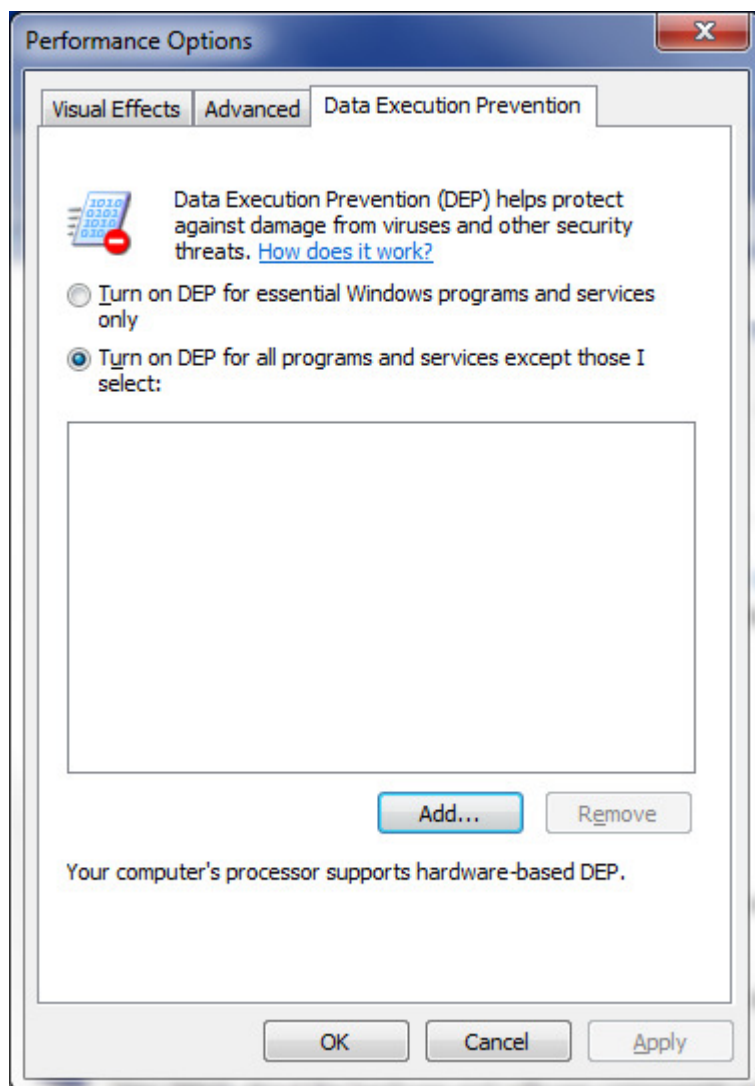 Performance Options
Visual Effects
Advanced
Data Execution Prevention
Data Execution Prevention (DEP) helps protect
against damage from viruses and other security
threats. How does it work?
Turn on DEP for essential Windows programs and services
only
Turn on DEP for all programs and services except those I
select:
Add...
Remove
Your computer's processor supports hardware-based DEP.
OK
Cancel
Apply